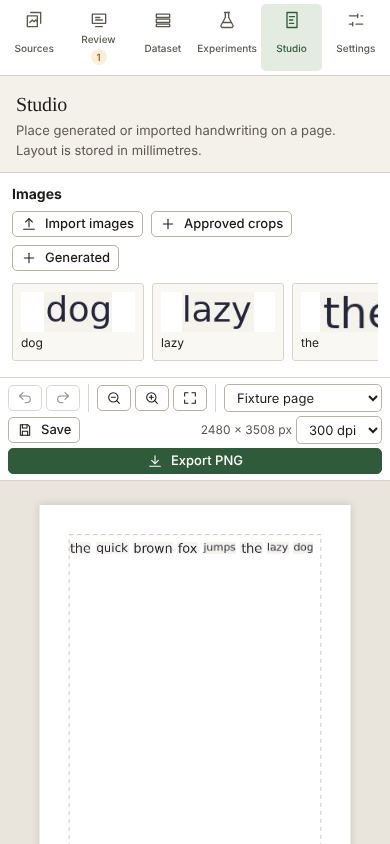 Sources Review Dataset Experiments Studio Settings
1
Studio
Place generated or imported handwriting on a page.
Layout is stored in millimetres.
Images
Import images Approved crops
Generated
dog lazy the
dog lazy the
Fixture page
Save 2480 × 3508 px 300 dpi
Export PNG
the quick brown fox jumps the lazy dog